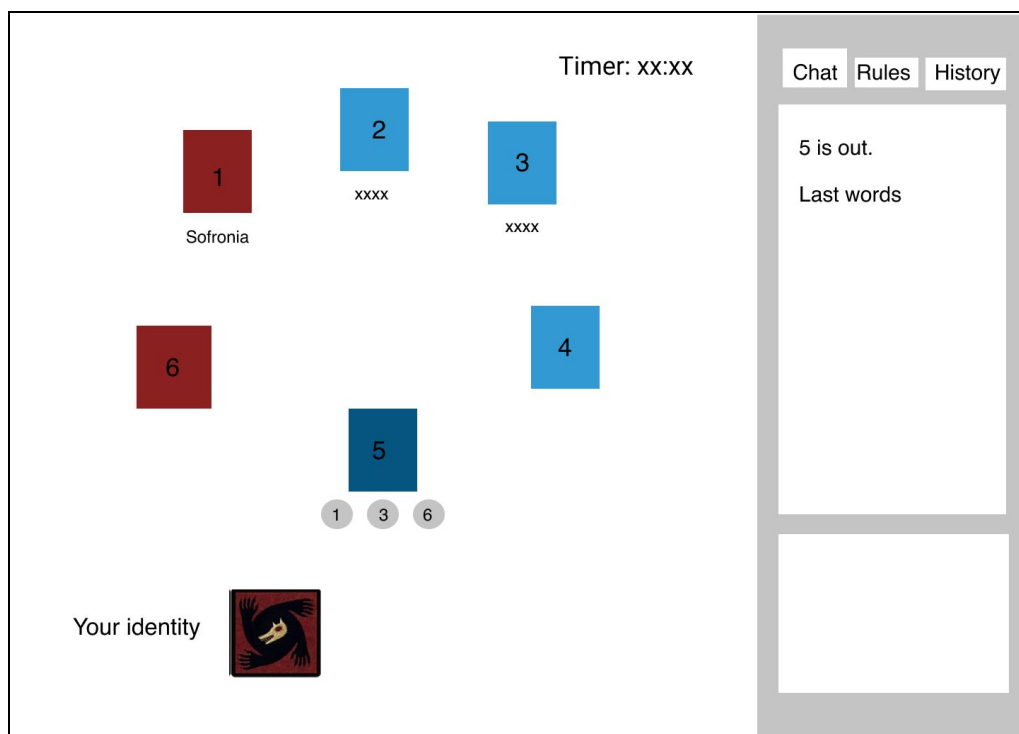 Timer: xx:xx
Chat
Rules
History
2
1
3
xxxx
xxxx
Sofronia
4
6
5
1
3
6
Your identity
5 is out.
Last words